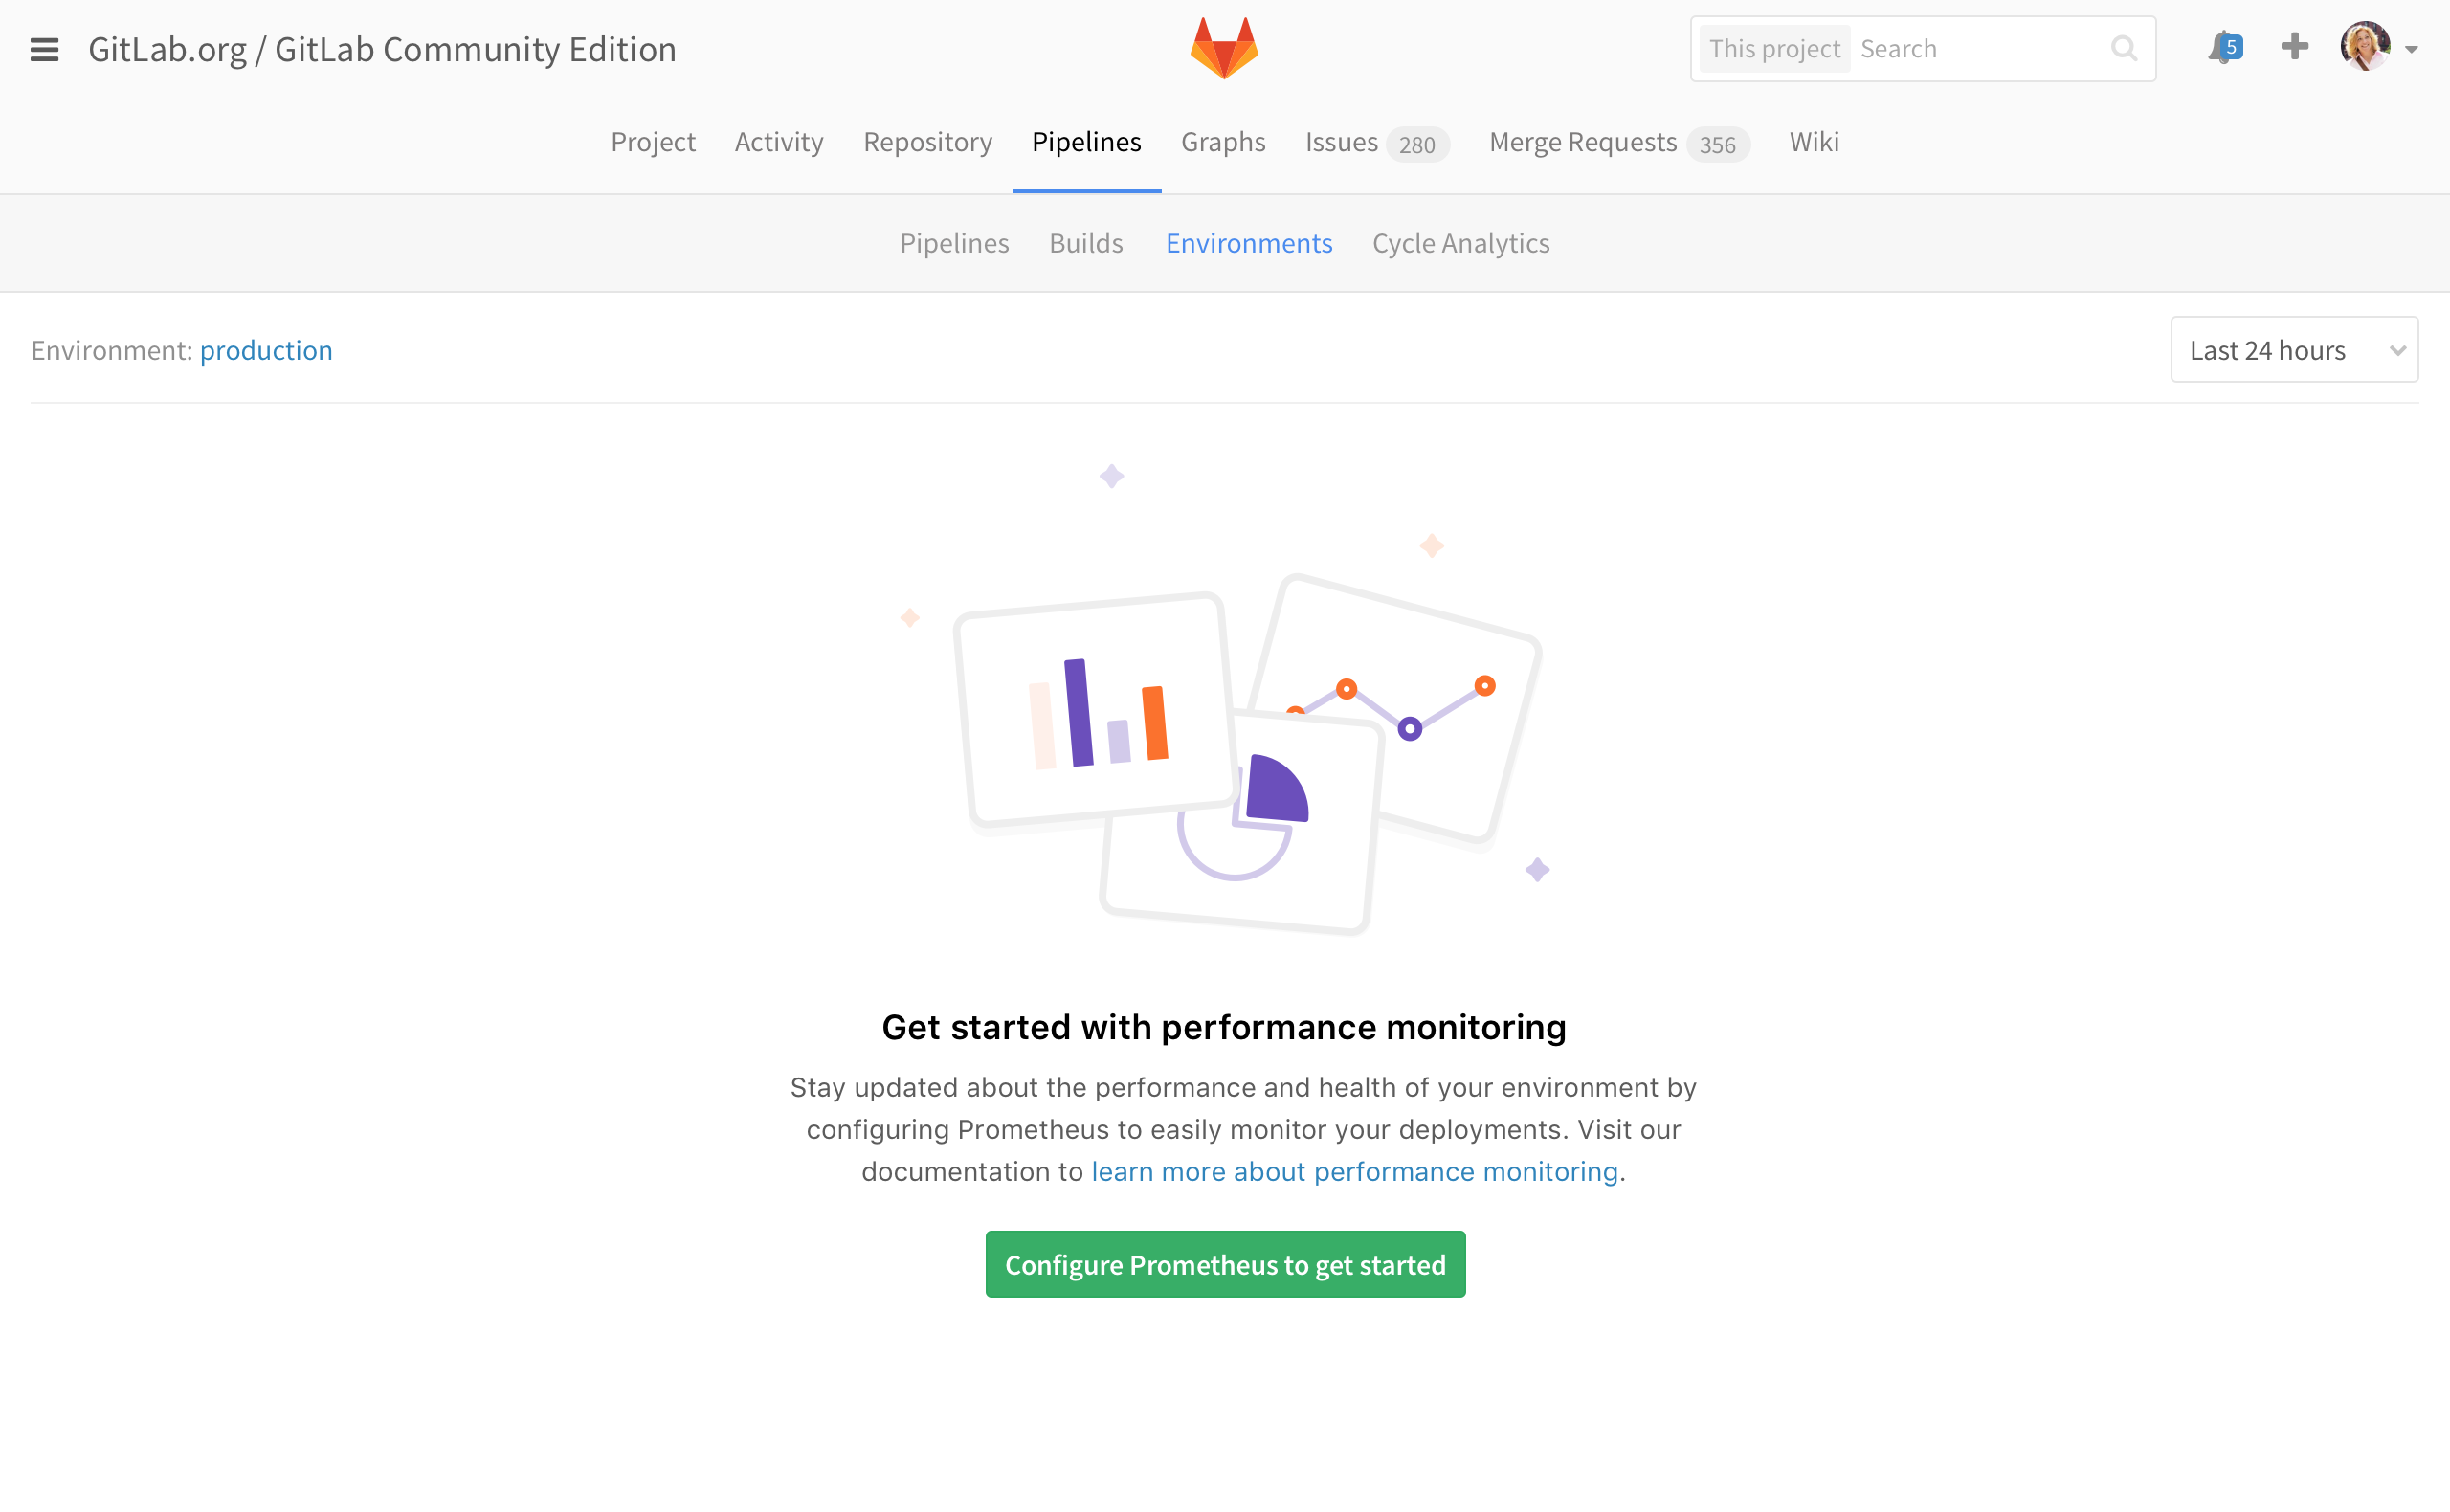 GitLab.org / GitLab Community Edition
This project Search
5
Project Activity Repository Pipelines Graphs Issues 280 Merge Requests 356 Wiki
Pipelines Builds Environments Cycle Analytics
Environment: production
Last 24 hours
Get started with performance monitoring
Stay updated about the performance and health of your environment by
configuring Prometheus to easily monitor your deployments. Visit our
documentation to learn more about performance monitoring.
Configure Prometheus to get started